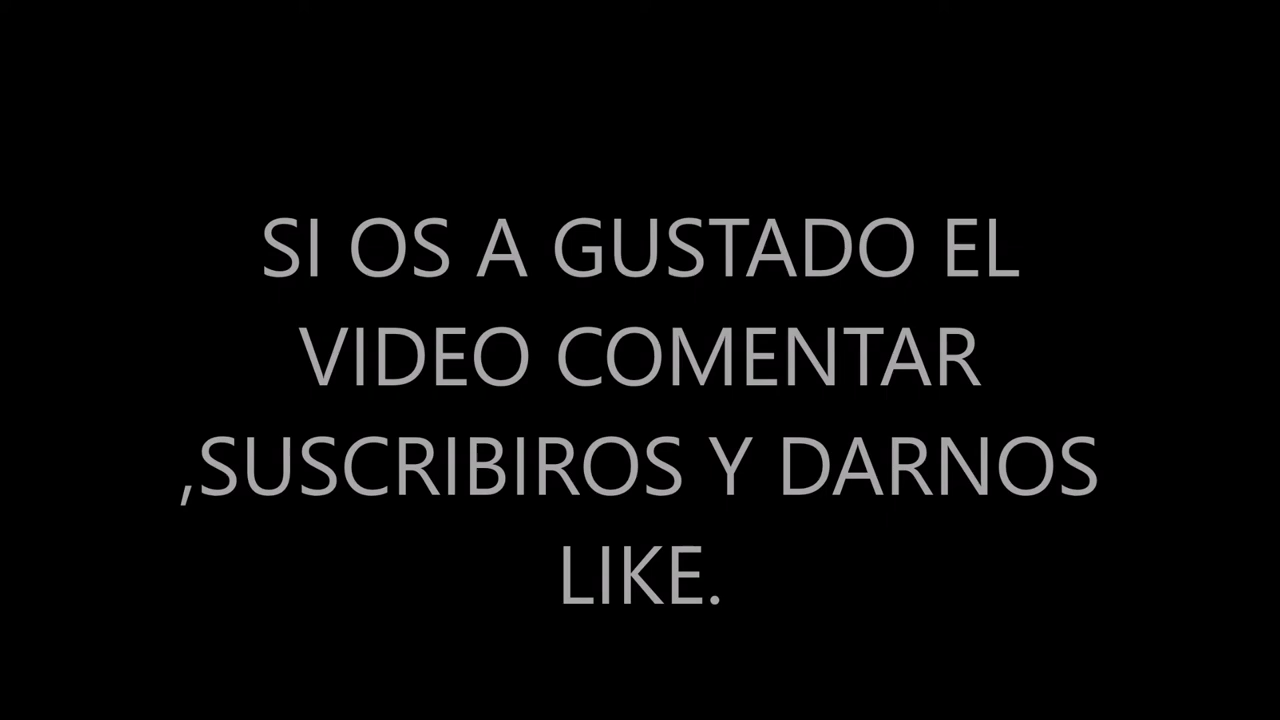 SI OS A GUSTADO EL
VIDEO COMENTAR
,SUSCRIBIROS Y DARNOS
LIKE.